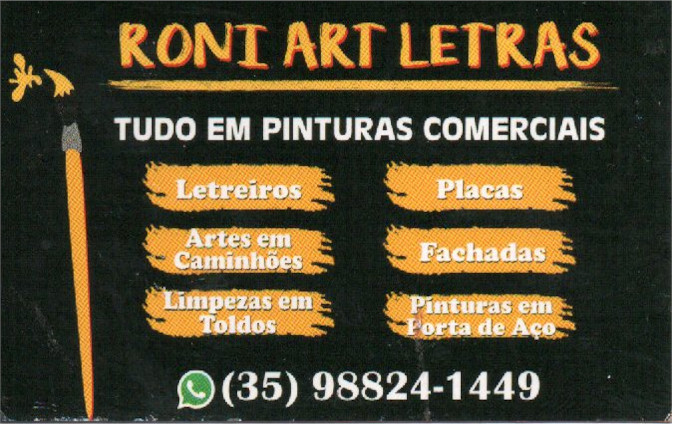 RONI ART LETRAS
TUDO EM PINTURAS COMERCIAIS
Letreiros
Placas
Artes em
Caminhões
Fachadas
Limpezas em
Toldos
Pinturas em
Porta de Aço
(35) 98824-1449